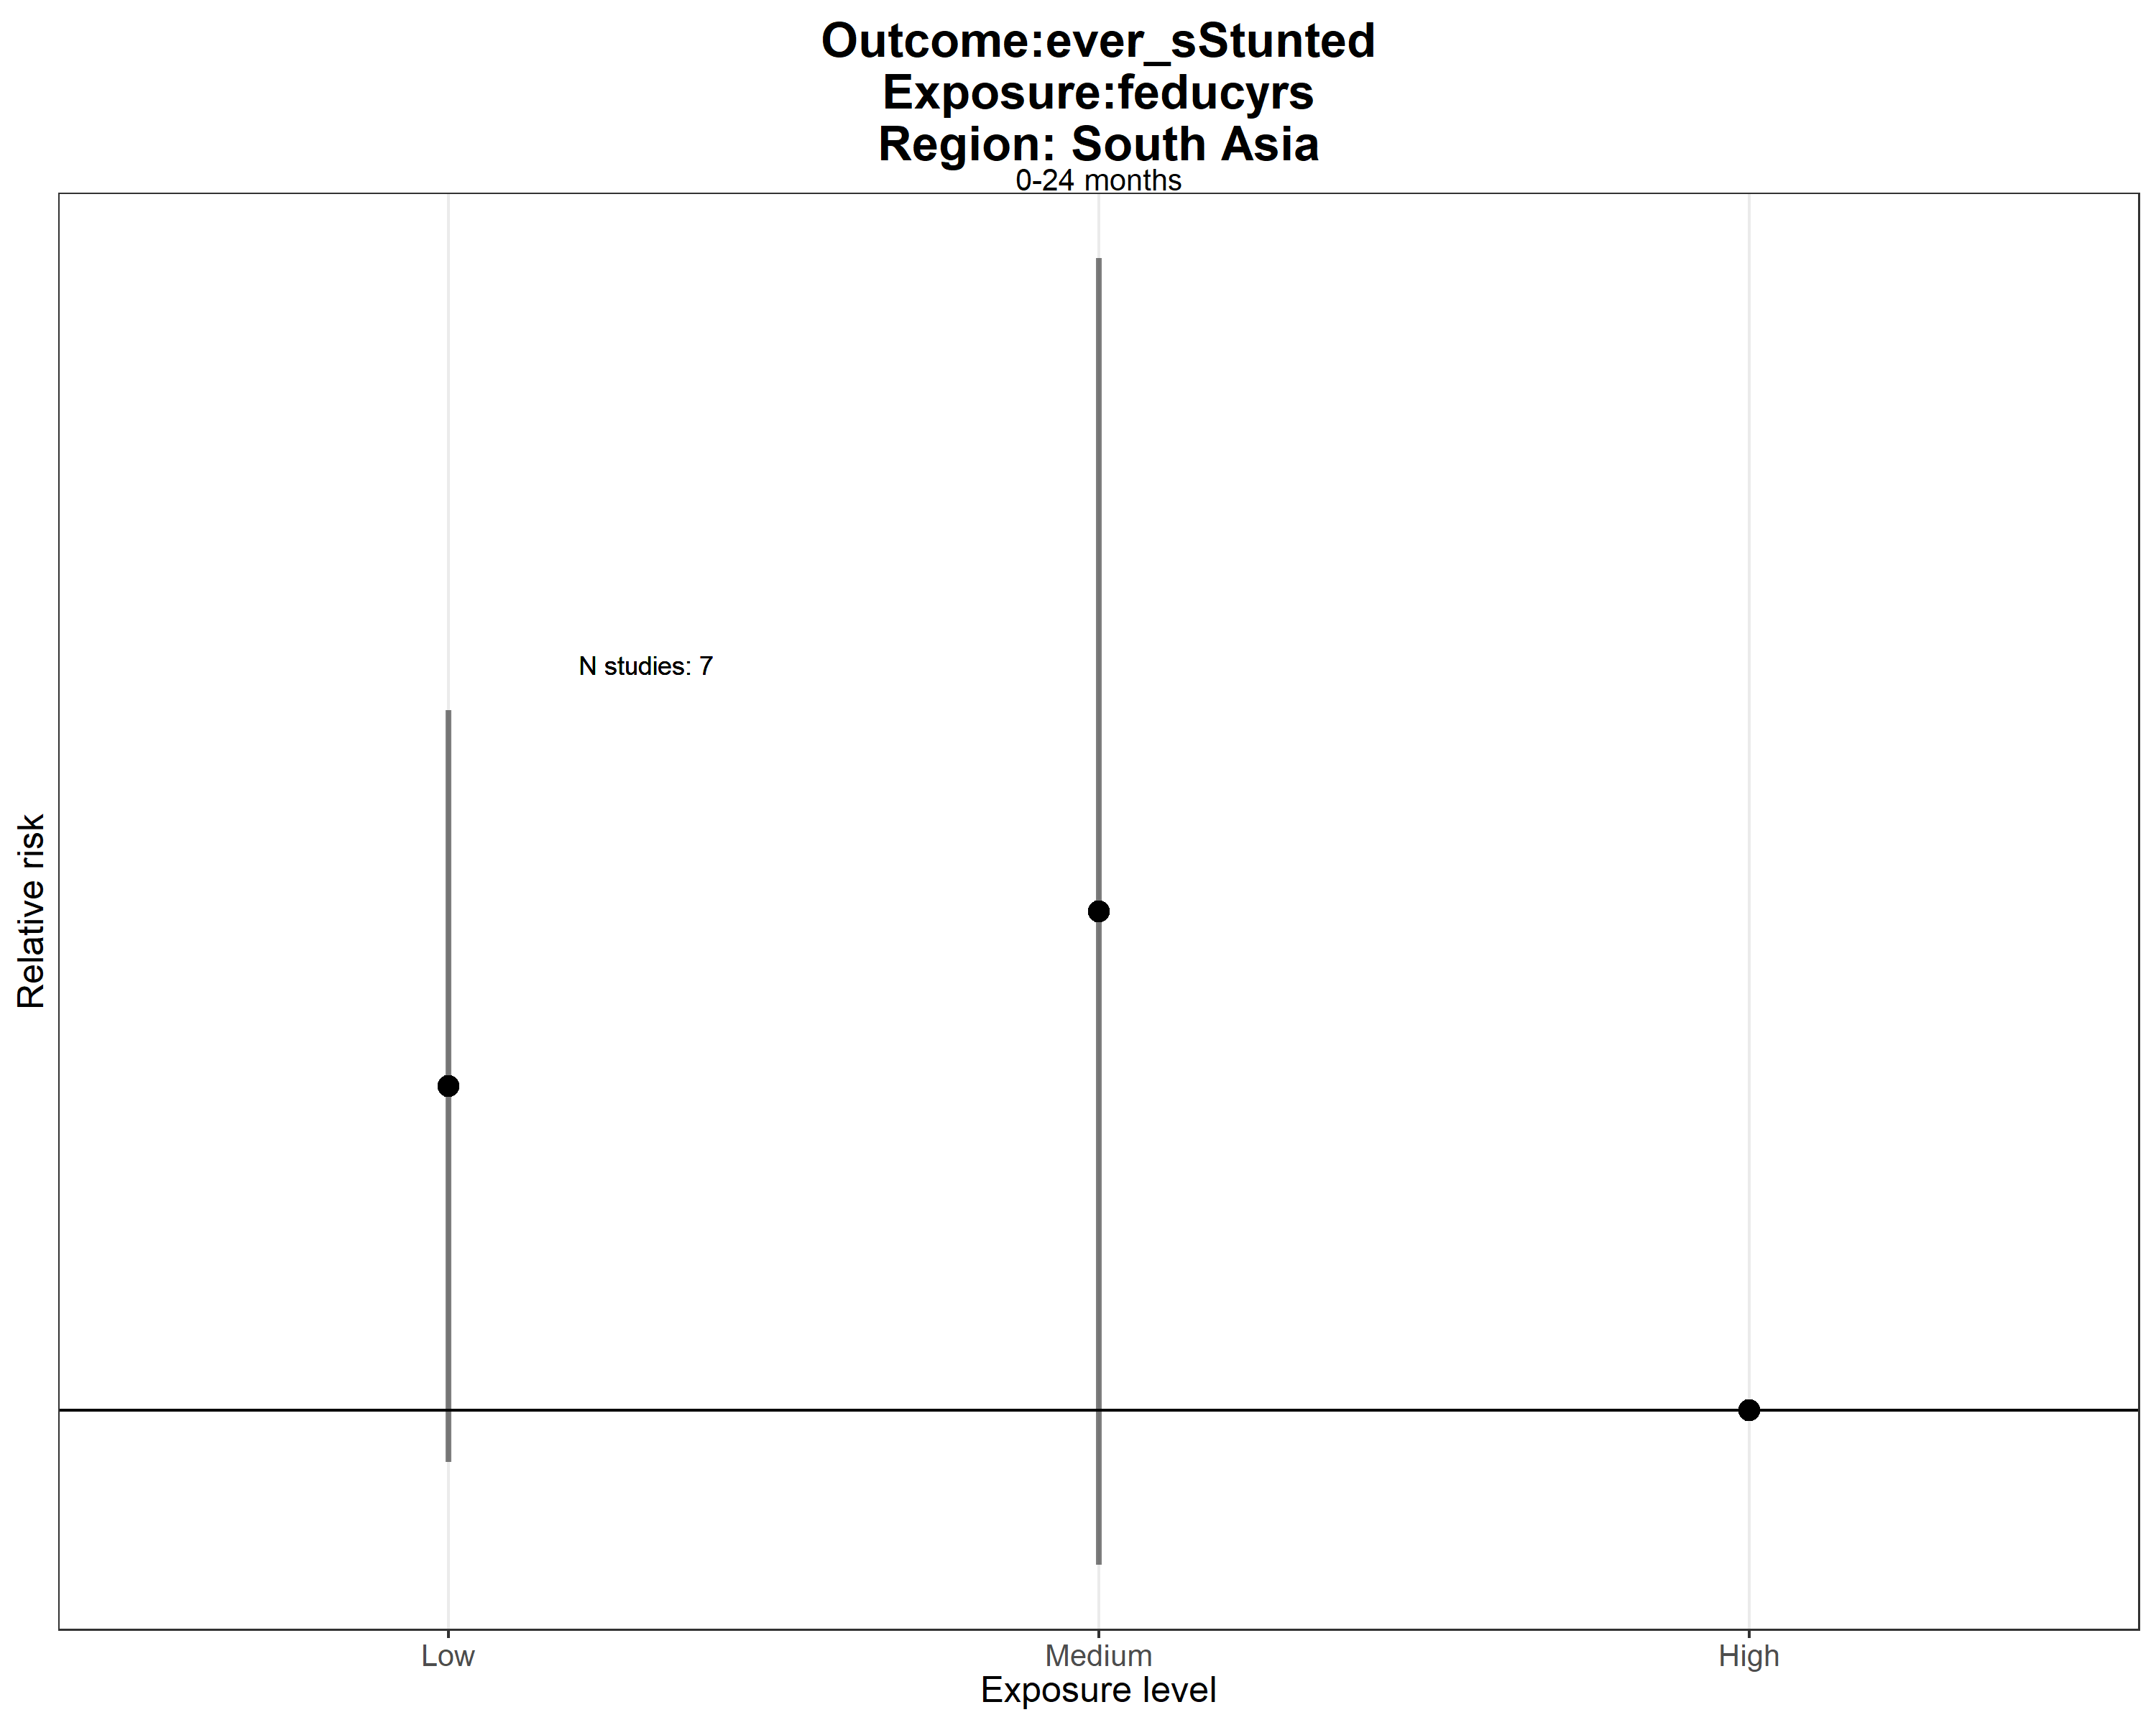 Outcome:ever_sStunted
Exposure:feducyrs
Region: South Asia
0-24 months
N studies: 7
Relative risk
Low
Medium
High
Exposure level